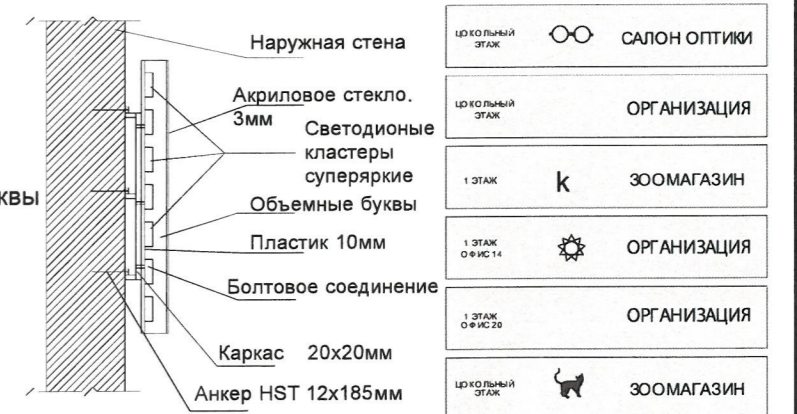 Наружная стена
Акриловое стекло.
3мм
Светодионые
кластеры
суперяркие
Объемные буквы
Пластик 10мм
Болтовое соединение
Каркас 20х20мм
Анкер HST 12х185мм
КВЫ
ЦОКОЛЬНЫЙ
ЭТАЖ
САЛОН ОПТИКИ
ЦОКОЛЬНЫЙ
ЭТАЖ
ОРГАНИЗАЦИЯ
1 ЭТАЖ
k
ЗООМАГАЗИН
1 ЭТАЖ
ОФИС 14
ОРГАНИЗАЦИЯ
1 ЭТАЖ
ОФИС 20
ОРГАНИЗАЦИЯ
ЦОКОЛЬНЫЙ
ЭТАЖ
ЗООМАГАЗИН